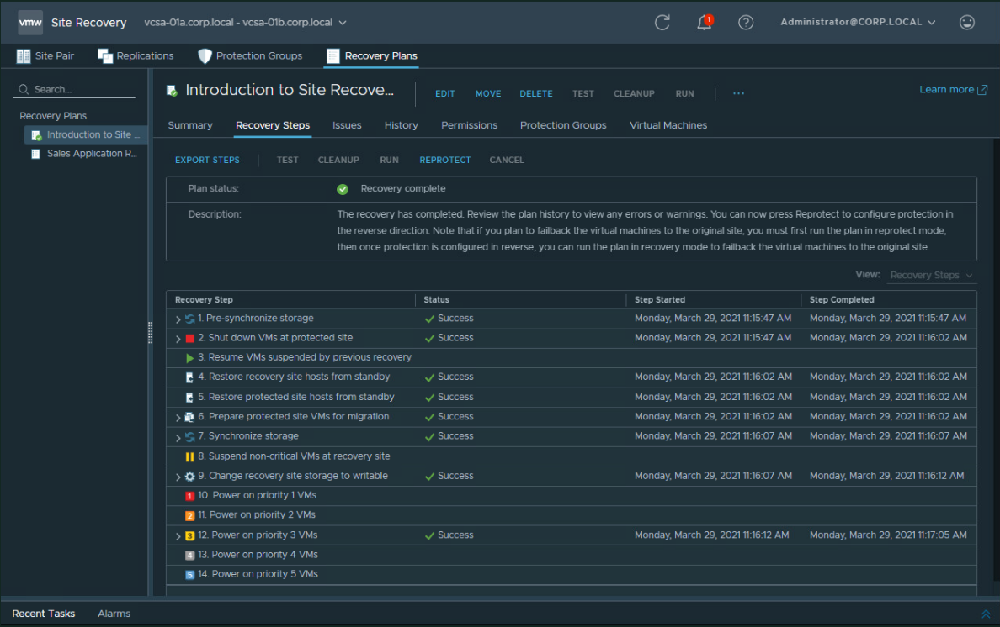 vmw Site Recovery vcsa-01a.corp.local - vcsa-01b.corp.local 1 ? Administrator@CORP.LOCAL
Site Pair Replications Protection Groups Recovery Plans
Search...
Introduction to Site Recove... EDIT MOVE DELETE TEST CLEANUP RUN ... Learn more
Recovery Plans
Introduction to Site ...
Sales Application R...
Summary Recovery Steps Issues History Permissions Protection Groups Virtual Machines
EXPORT STEPS TEST CLEANUP RUN REPROTECT CANCEL
Plan status: Recovery complete
Description: The recovery has completed. Review the plan history to view any errors or warnings. You can now press Reprotect to configure protection in
the reverse direction. Note that if you plan to failback the virtual machines to the original site, you must first run the plan in reprotect mode,
then once protection is configured in reverse, you can run the plan in recovery mode to failback the virtual machines to the original site.
View: Recovery Steps
Recovery Step Status Step Started Step Completed
1. Pre-synchronize storage Success Monday, March 29, 2021 11:15:47 AM Monday, March 29, 2021 11:15:47 AM
2. Shut down VMs at protected site Success Monday, March 29, 2021 11:15:47 AM Monday, March 29, 2021 11:16:02 AM
3. Resume VMs suspended by previous recovery
4. Restore recovery site hosts from standby Success Monday, March 29, 2021 11:16:02 AM Monday, March 29, 2021 11:16:02 AM
5. Restore protected site hosts from standby Success Monday, March 29, 2021 11:16:02 AM Monday, March 29, 2021 11:16:02 AM
6. Prepare protected site VMs for migration Success Monday, March 29, 2021 11:16:02 AM Monday, March 29, 2021 11:16:02 AM
7. Synchronize storage Success Monday, March 29, 2021 11:16:07 AM Monday, March 29, 2021 11:16:07 AM
8. Suspend non-critical VMs at recovery site
9. Change recovery site storage to writable Success Monday, March 29, 2021 11:16:07 AM Monday, March 29, 2021 11:16:12 AM
1 10. Power on priority 1 VMs
2 11. Power on priority 2 VMs
3 12. Power on priority 3 VMs Success Monday, March 29, 2021 11:16:12 AM Monday, March 29, 2021 11:17:05 AM
4 13. Power on priority 4 VMs
5 14. Power on priority 5 VMs
Recent Tasks Alarms